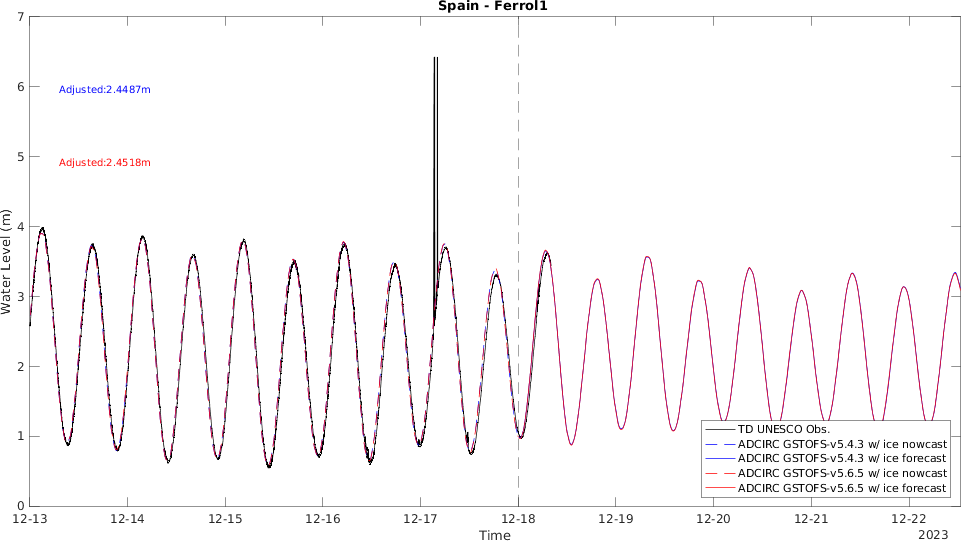 Spain - Ferrol1
7
6
5
4
3
2
1
0
Water Level (m)
Adjusted:2.4487m
Adjusted:2.4518m
TD UNESCO Obs.
ADCIRC GSTOFS-v5.4.3 w/ ice nowcast
ADCIRC GSTOFS-v5.4.3 w/ ice forecast
ADCIRC GSTOFS-v5.6.5 w/ ice nowcast
ADCIRC GSTOFS-v5.6.5 w/ ice forecast
12-13 12-14 12-15 12-16 12-17 12-18 12-19 12-20 12-21 12-22
Time
2023